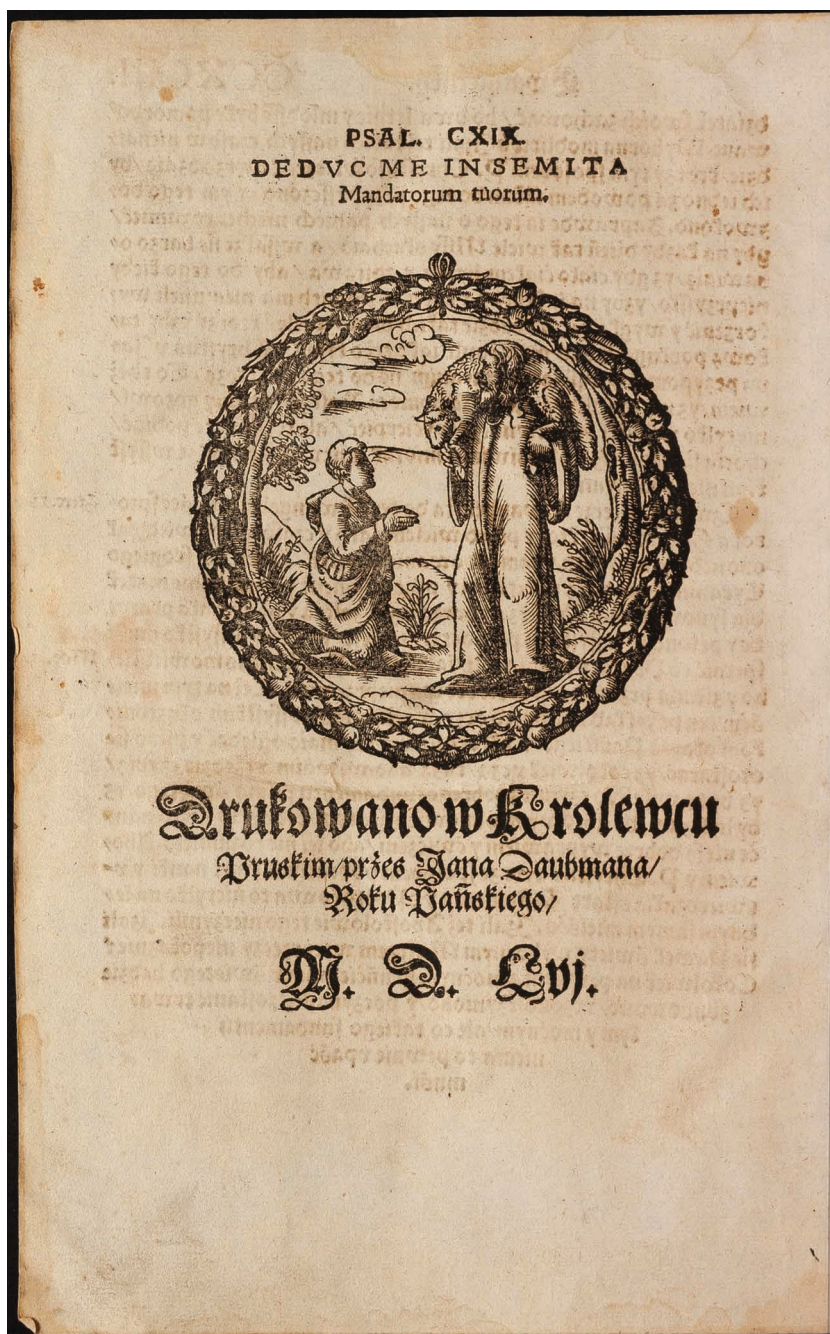 PSAL. CXIX.
DEDVC ME IN SEMITA
Mandatorum tuorum.
Drukowano w Krolewcu
Pruskim/ przes Jana Daubmana/
Roku Pańskiego/
M. D. Lvj.